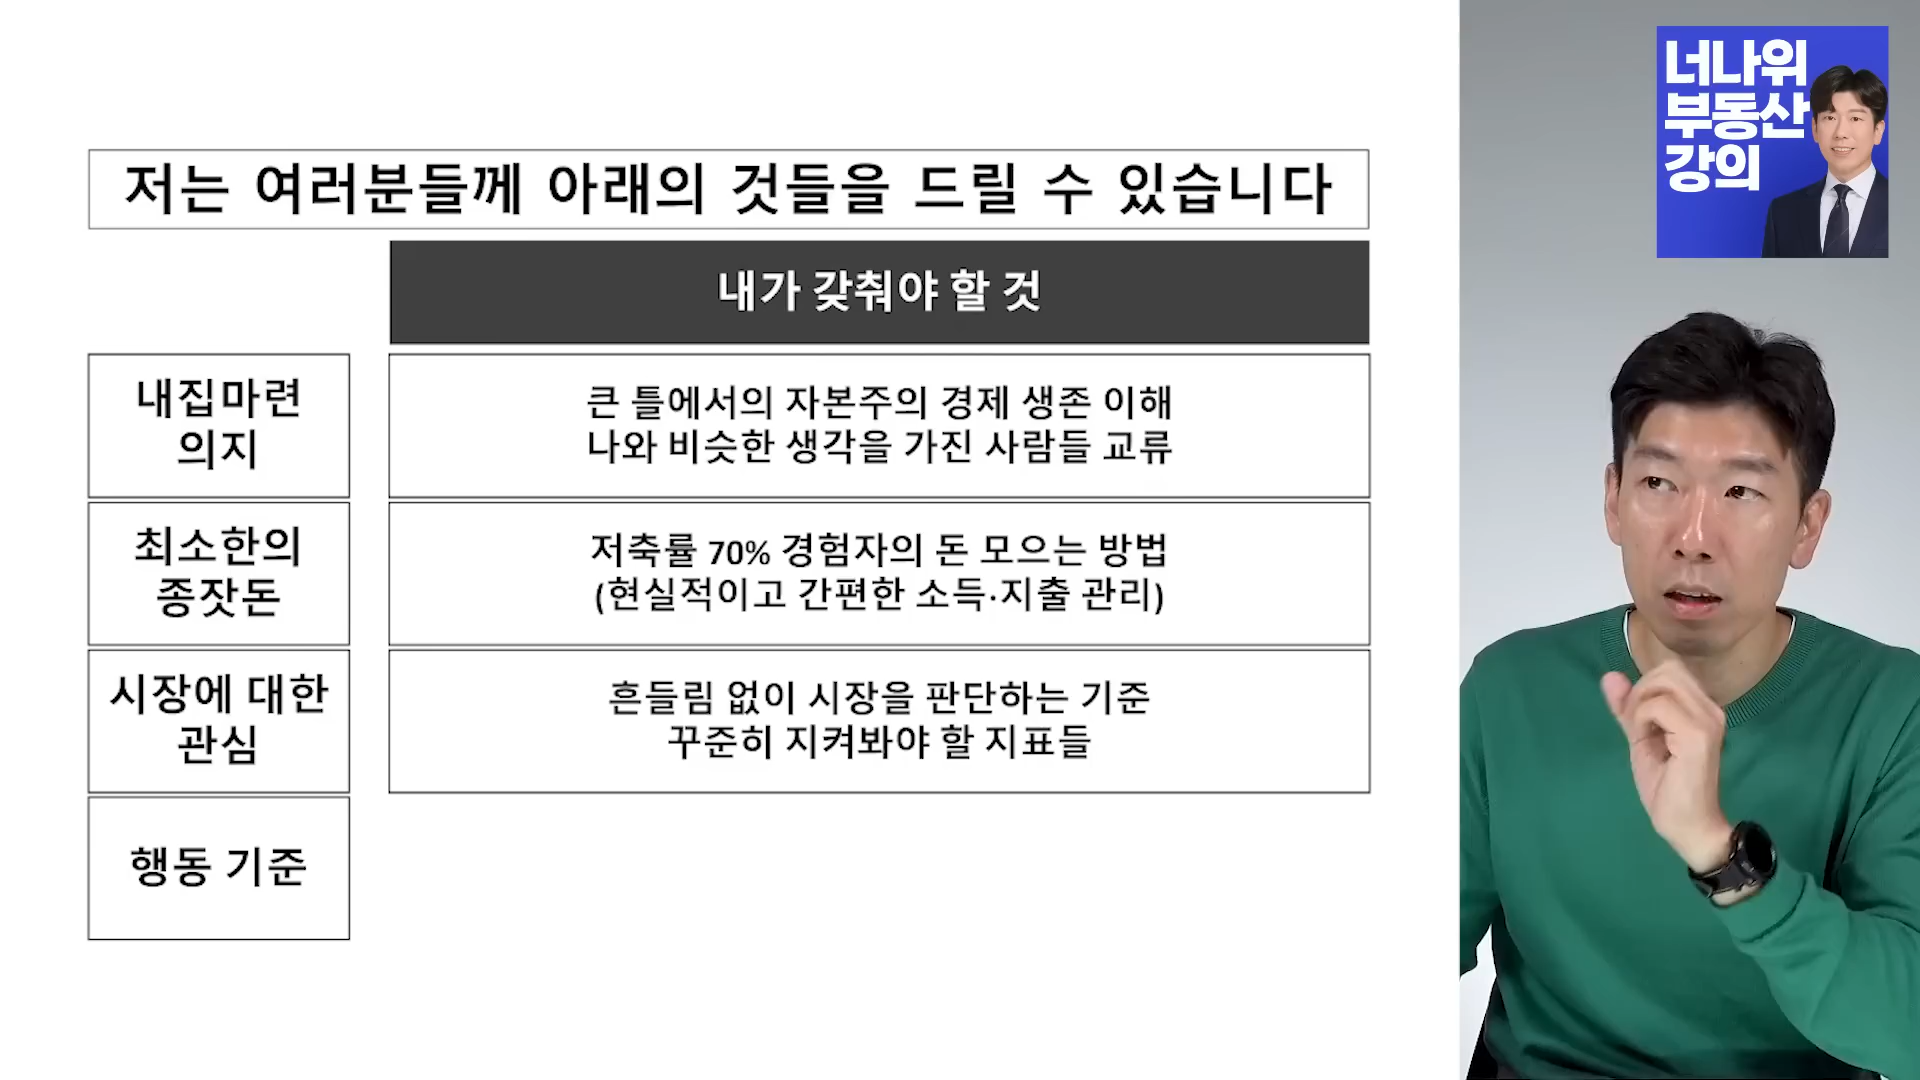 저는 여러분들께 아래의 것들을 드릴 수 있습니다
내가 갖춰야 할 것
내집마련
의지
큰 틀에서의 자본주의 경제 생존 이해
나와 비슷한 생각을 가진 사람들 교류
최소한의
종잣돈
저축률 70% 경험자의 돈 모으는 방법
(현실적이고 간편한 소득·지출 관리)
시장에 대한
관심
흔들림 없이 시장을 판단하는 기준
꾸준히 지켜봐야 할 지표들
행동 기준
너나위
부동산
강의